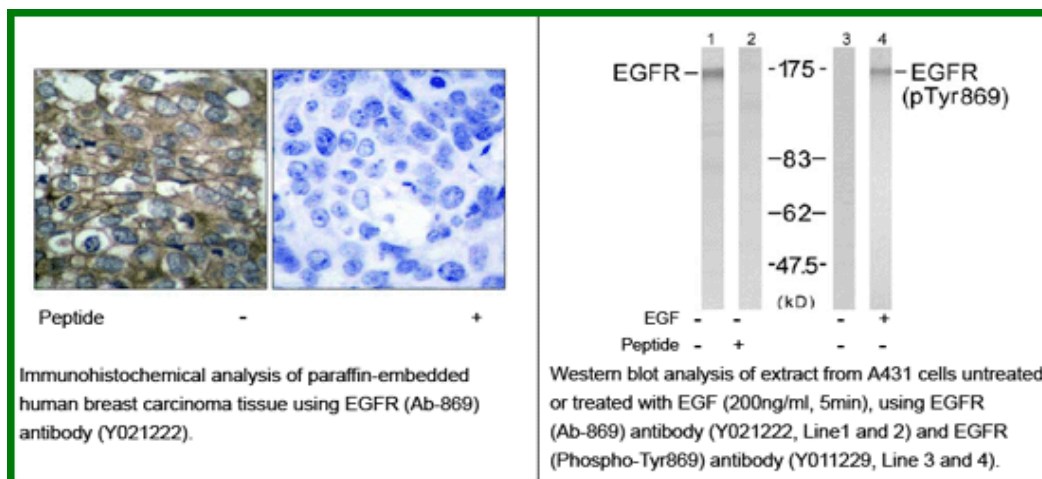 Peptide - +
Immunohistochemical analysis of paraffin-embedded
human breast carcinoma tissue using EGFR (Ab-869)
antibody (Y021222).
1 2 3 4
EGFR – -175– – EGFR
(pTyr869)
-83–
-62–
-47.5
(kD)
EGF - - - +
Peptide - + - -
Western blot analysis of extract from A431 cells untreated
or treated with EGF (200ng/ml, 5min), using EGFR
(Ab-869) antibody (Y021222, Line1 and 2) and EGFR
(Phospho-Tyr869) antibody (Y011229, Line 3 and 4).